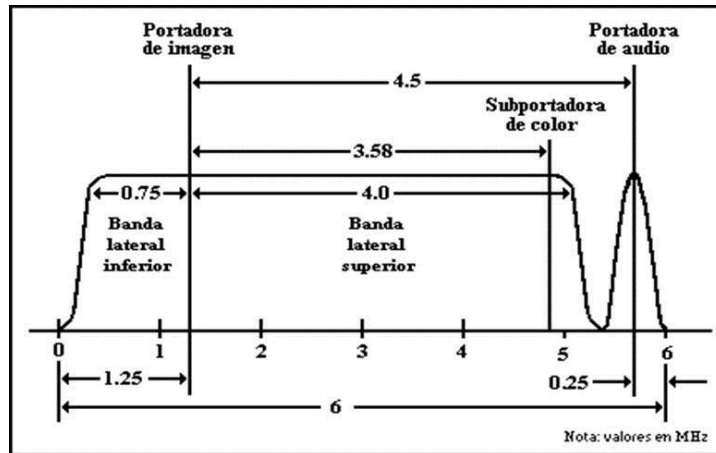 Portadora
de imagen
Portadora
de audio
4.5
Subportadora
de color
3.58
0.75
4.0
Banda
lateral
inferior
Banda
lateral
superior
0
1
2
3
4
5
6
1.25
0.25
6
Nota: valores en MHz